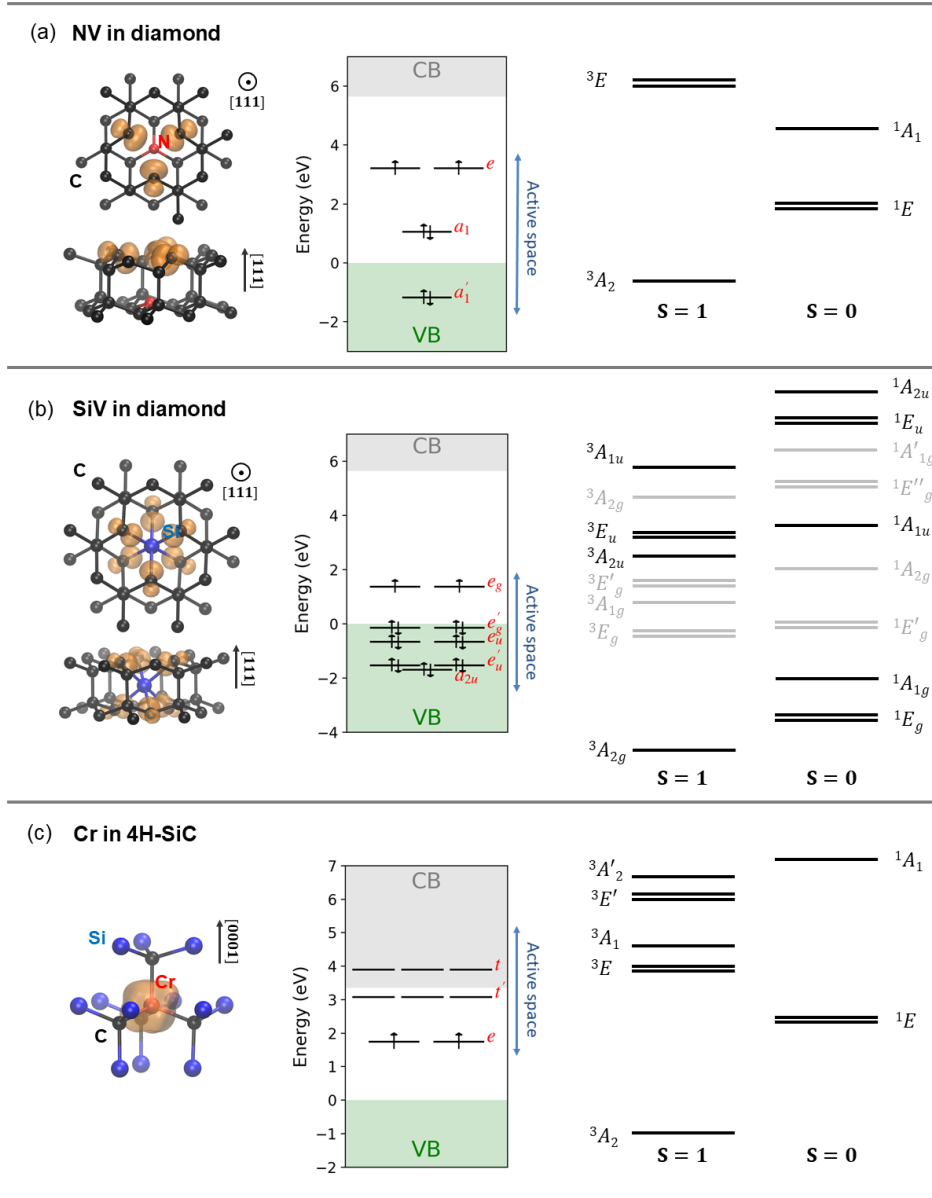 (a) NV in diamond
[111]
N
C
[111]
Energy (eV)
6
4
2
0
−2
CB
e
a₁
a′₁
VB
Active space
³E
³A₂
S = 1
¹A₁
¹E
S = 0
(b) SiV in diamond
C
[111]
Si
[111]
Energy (eV)
6
4
2
0
−2
−4
CB
e_g
e′_g
e_u
e′_u
a₂ᵤ
VB
Active space
³A₁ᵤ
³A₂g
³Eᵤ
³A₂ᵤ
³E′g
³A₁g
³Eg
³A₂g
S = 1
¹A₂ᵤ
¹Eᵤ
¹A′₁g
¹E″g
¹A₁ᵤ
¹A₂g
¹E′g
¹A₁g
¹Eg
S = 0
(c) Cr in 4H-SiC
[0001]
Si
Cr
C
Energy (eV)
7
6
5
4
3
2
1
0
−1
−2
CB
t
t′
e
VB
Active space
³A′₂
³E′
³A₁
³E
³A₂
S = 1
¹A₁
¹E
S = 0